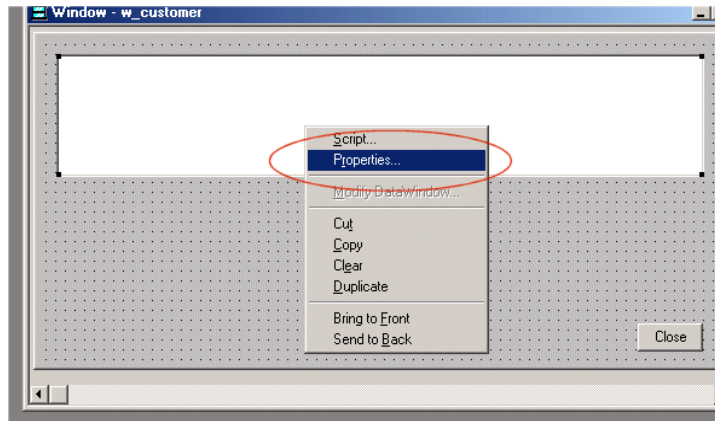 Window - w_customer
Script...
Properties...
Modify DataWindow...
Cut
Copy
Clear
Duplicate
Bring to Front
Send to Back
Close